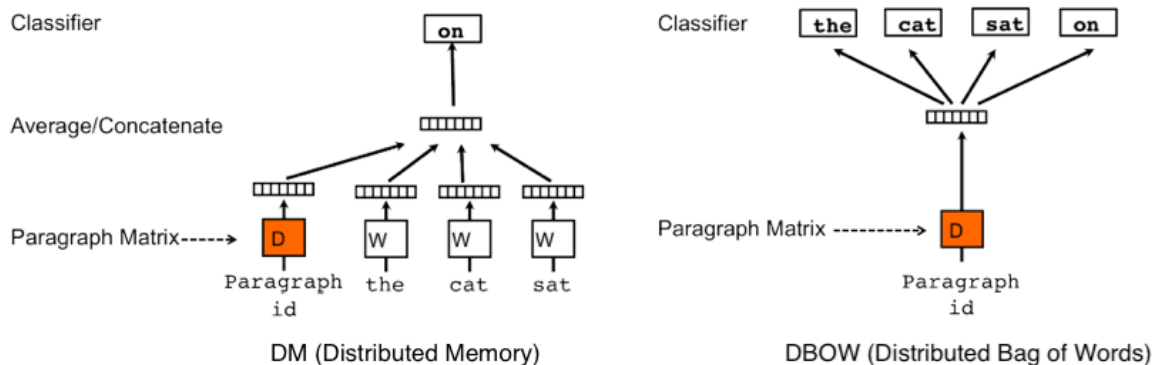 Classifier
on
Average/Concatenate
Paragraph Matrix
D
W
W
W
Paragraph
id
the
cat
sat
DM (Distributed Memory)
Classifier
the
cat
sat
on
Paragraph Matrix
D
Paragraph
id
DBOW (Distributed Bag of Words)